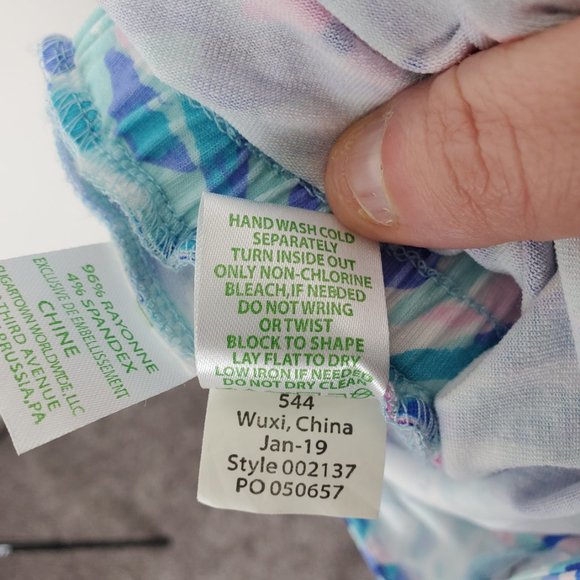 HAND WASH COLD
SEPARATELY
TURN INSIDE OUT
ONLY NON-CHLORINE
BLEACH,IF NEEDED
DO NOT WRING
OR TWIST
BLOCK TO SHAPE
LAY FLAT TO DRY
LOW IRON IF NEEDED
DO NOT DRY CLEAN
544
Wuxi, China
Jan-19
Style 002137
PO 050657
96% RAYONNE
4% SPANDEX
EXCLUSIVE DE EMBELLISSEMENT
CHINE
WORLDWIDE, LLC
THIRD AVENUE
PRUSSIA, PA